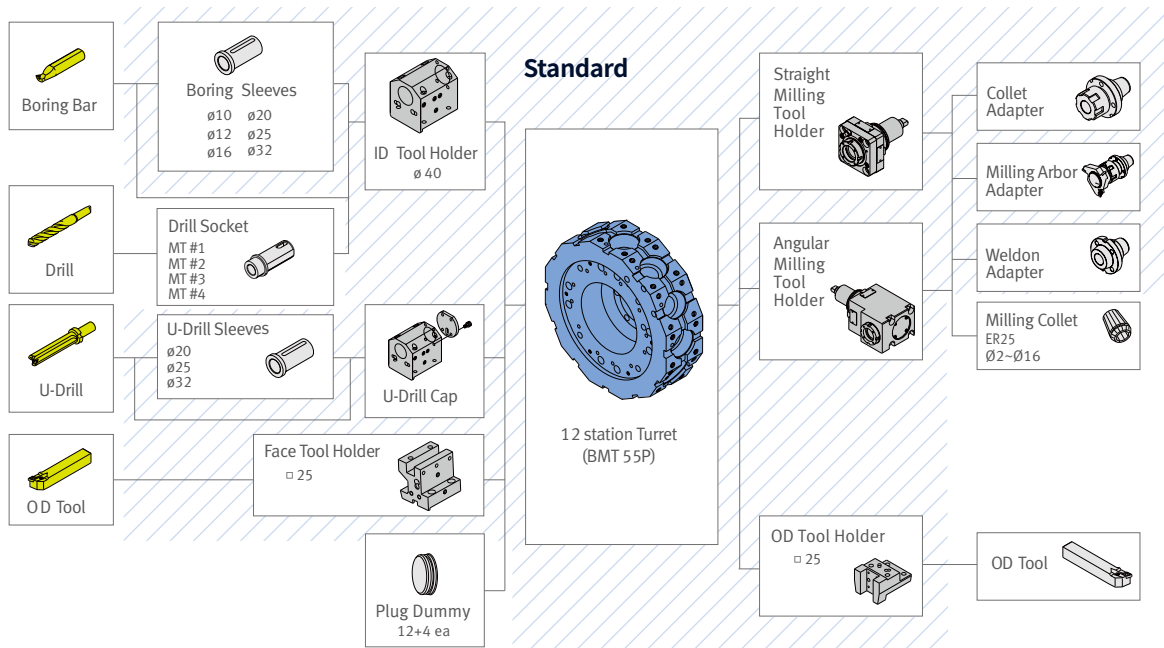 Standard
Boring Bar
Boring Sleeves
ø10 ø20
ø12 ø25
ø16 ø32
ID Tool Holder
ø 40
Drill
Drill Socket
MT #1
MT #2
MT #3
MT #4
U-Drill
U-Drill Sleeves
ø20
ø25
ø32
U-Drill Cap
OD Tool
Face Tool Holder
□ 25
Plug Dummy
12+4 ea
12 station Turret
(BMT 55P)
Straight
Milling
Tool
Holder
Angular
Milling
Tool
Holder
OD Tool Holder
□ 25
Collet
Adapter
Milling Arbor
Adapter
Weldon
Adapter
Milling Collet
ER25
Ø2~Ø16
OD Tool